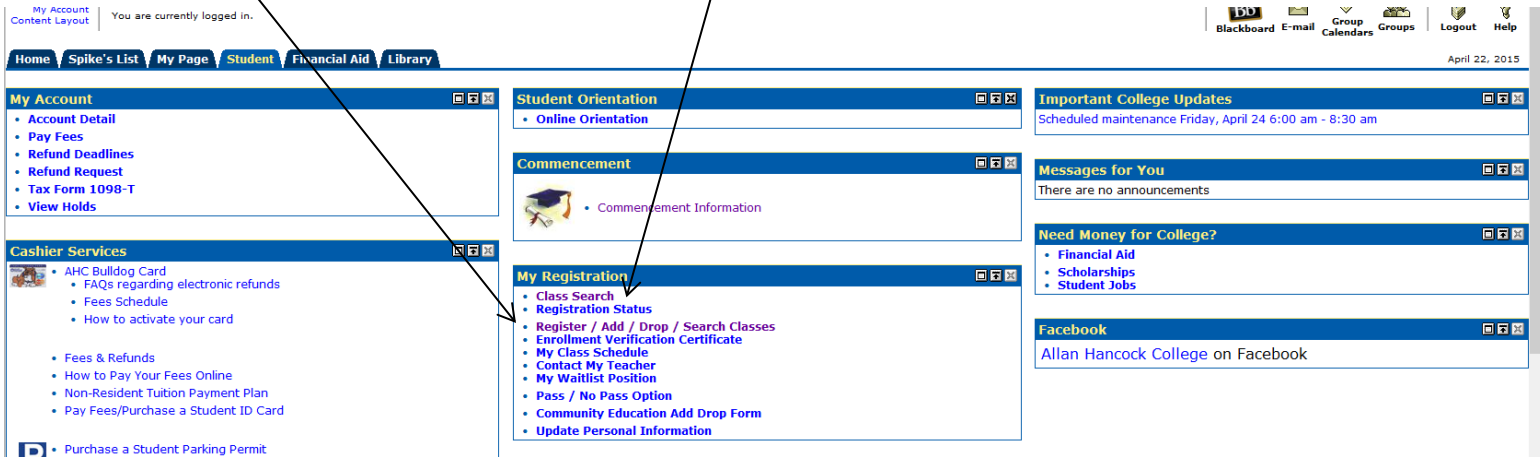 My Account
Content Layout
You are currently logged in.
Blackboard
E-mail
Group Calendars
Groups
Logout
Help
Home
Spike's List
My Page
Student
Financial Aid
Library
April 22, 2015
My Account
• Account Detail
• Pay Fees
• Refund Deadlines
• Refund Request
• Tax Form 1098-T
• View Holds
Cashier Services
• AHC Bulldog Card
• FAQs regarding electronic refunds
• Fees Schedule
• How to activate your card
• Fees & Refunds
• How to Pay Your Fees Online
• Non-Resident Tuition Payment Plan
• Pay Fees/Purchase a Student ID Card
• Purchase a Student Parking Permit
Student Orientation
• Online Orientation
Commencement
• Commencement Information
My Registration
• Class Search
• Registration Status
• Register / Add / Drop / Search Classes
• Enrollment Verification Certificate
• My Class Schedule
• Contact My Teacher
• My Waitlist Position
• Pass / No Pass Option
• Community Education Add Drop Form
• Update Personal Information
Important College Updates
Scheduled maintenance Friday, April 24 6:00 am - 8:30 am
Messages for You
There are no announcements
Need Money for College?
• Financial Aid
• Scholarships
• Student Jobs
Facebook
Allan Hancock College on Facebook